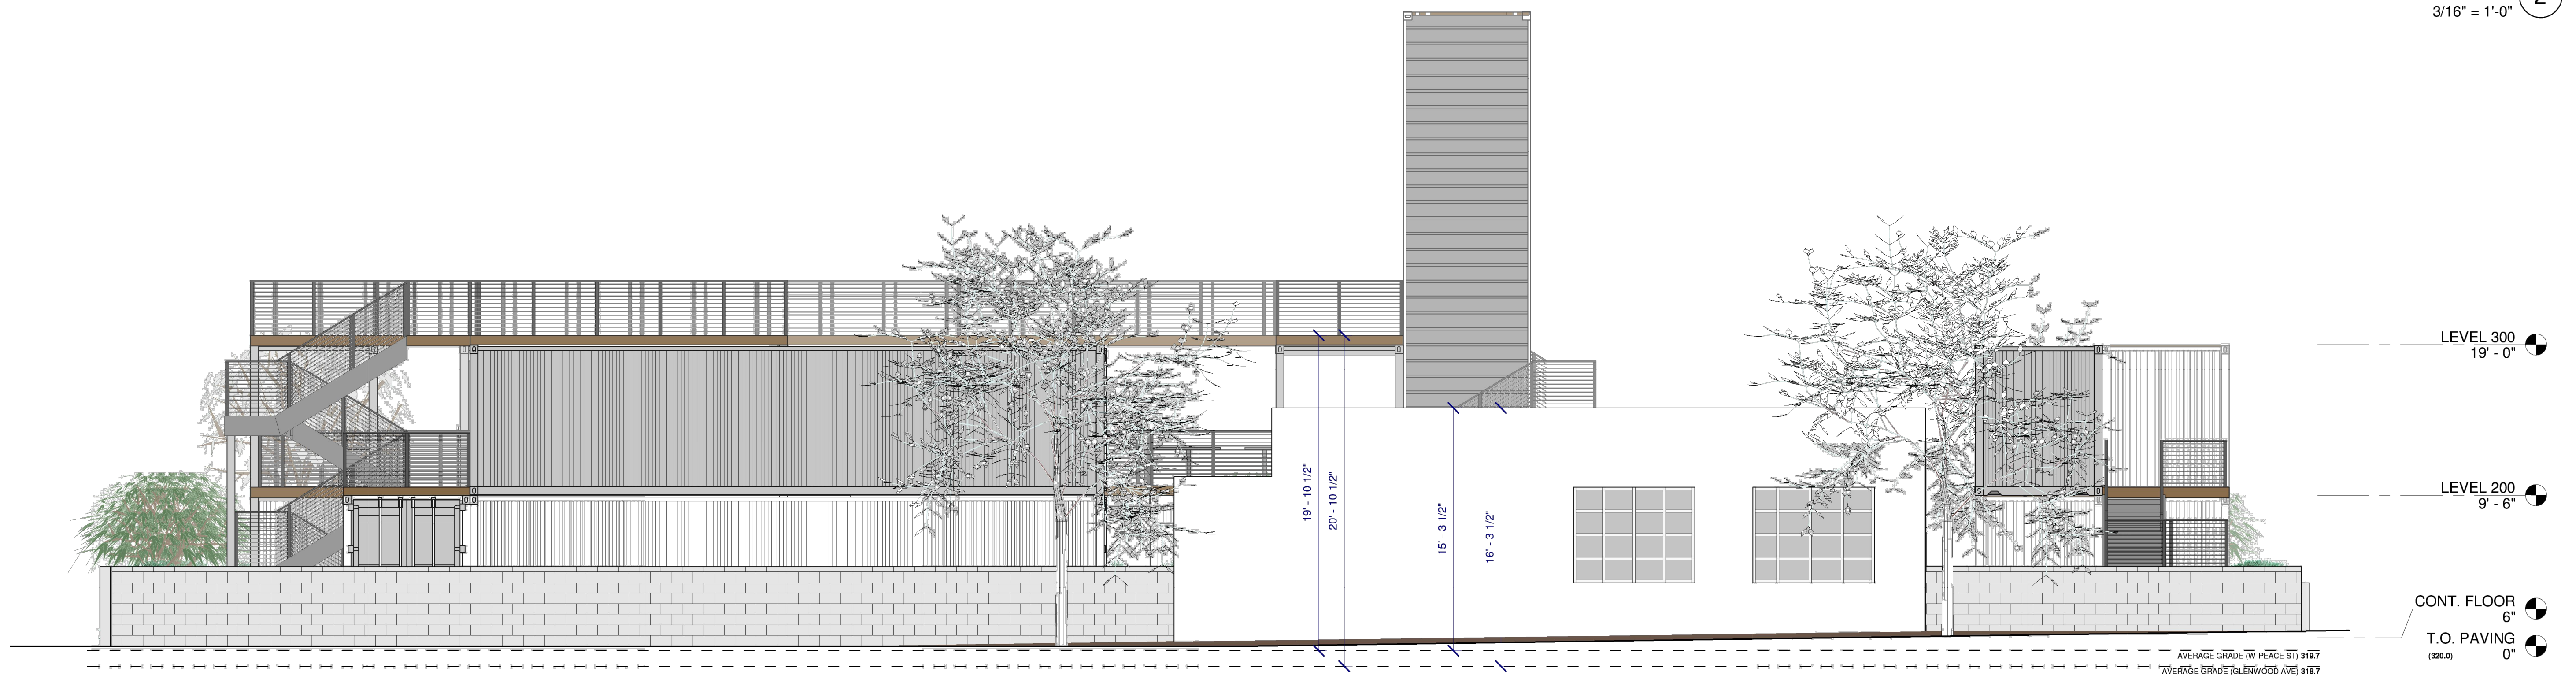 3/16" = 1'-0"
2
LEVEL 300
19' - 0"
LEVEL 200
9' - 6"
19' - 10 1/2"
20' - 10 1/2"
15' - 3 1/2"
16' - 3 1/2"
CONT. FLOOR
6"
T.O. PAVING
0"
AVERAGE GRADE (W PEACE ST) 319.7
(320.0)
AVERAGE GRADE (GLENWOOD AVE) 318.7